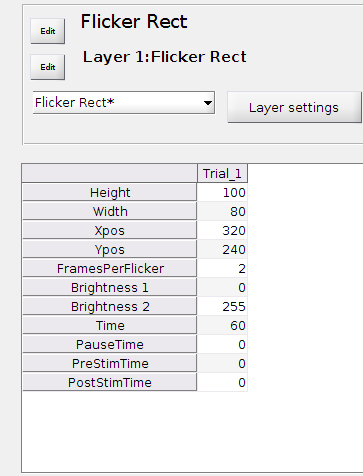 Edit Flicker Rect
Edit Layer 1:Flicker Rect
Flicker Rect* Layer settings
Trial_1
Height 100
Width 80
Xpos 320
Ypos 240
FramesPerFlicker 2
Brightness 1 0
Brightness 2 255
Time 60
PauseTime 0
PreStimTime 0
PostStimTime 0